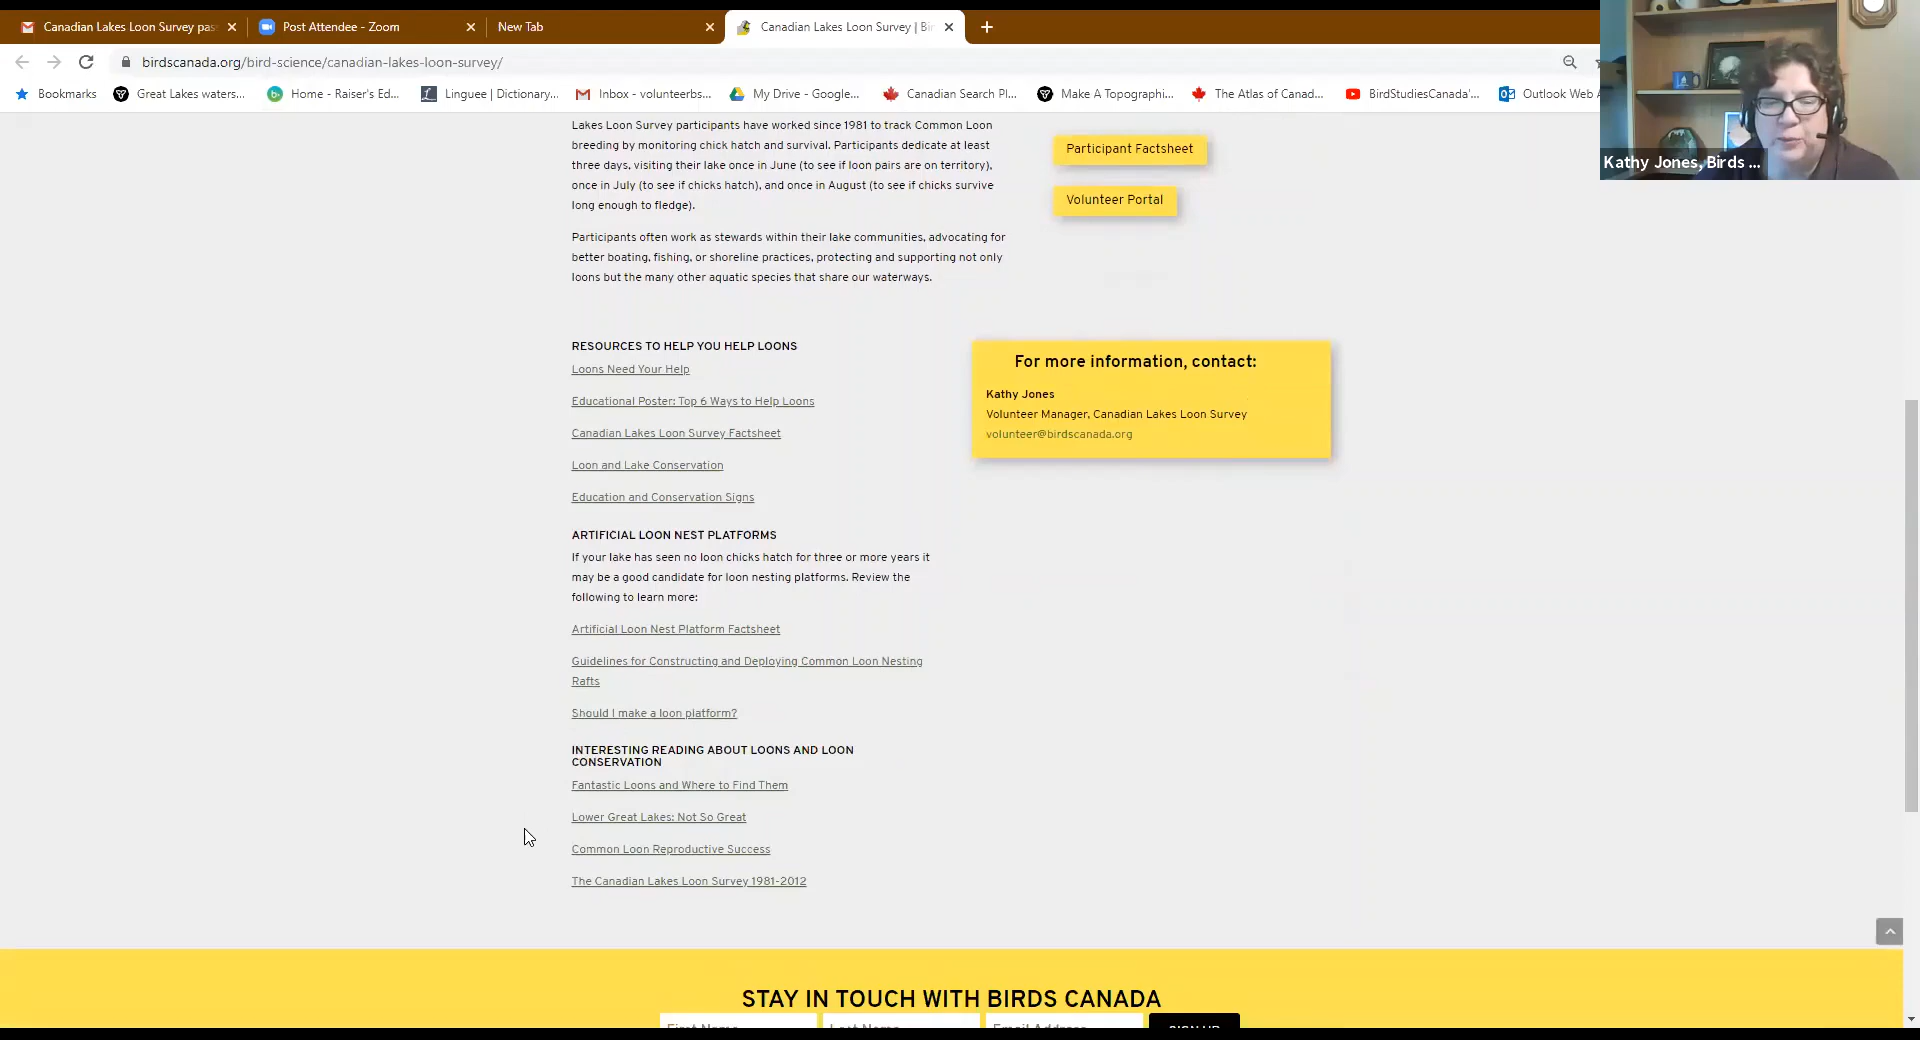 Canadian Lakes Loon Survey pas
Post Attendee - Zoom
New Tab
Canadian Lakes Loon Survey | Bir
birdscanada.org/bird-science/canadian-lakes-loon-survey/
Bookmarks
Great Lakes waters...
Home - Raiser's Ed...
Linguee | Dictionary...
Inbox - volunteerbs...
My Drive - Google...
Canadian Search Pl...
Make A Topographi...
The Atlas of Canad...
BirdStudiesCanada'...
Outlook Web A
Kathy Jones, Birds ...
Lakes Loon Survey participants have worked since 1981 to track Common Loon
breeding by monitoring chick hatch and survival. Participants dedicate at least
three days, visiting their lake once in June (to see if loon pairs are on territory),
once in July (to see if chicks hatch), and once in August (to see if chicks survive
long enough to fledge).
Participants often work as stewards within their lake communities, advocating for
better boating, fishing, or shoreline practices, protecting and supporting not only
loons but the many other aquatic species that share our waterways.
Participant Factsheet
Volunteer Portal
RESOURCES TO HELP YOU HELP LOONS
Loons Need Your Help
Educational Poster: Top 6 Ways to Help Loons
Canadian Lakes Loon Survey Factsheet
Loon and Lake Conservation
Education and Conservation Signs
For more information, contact:
Kathy Jones
Volunteer Manager, Canadian Lakes Loon Survey
volunteer@birdscanada.org
ARTIFICIAL LOON NEST PLATFORMS
If your lake has seen no loon chicks hatch for three or more years it
may be a good candidate for loon nesting platforms. Review the
following to learn more:
Artificial Loon Nest Platform Factsheet
Guidelines for Constructing and Deploying Common Loon Nesting
Rafts
Should I make a loon platform?
INTERESTING READING ABOUT LOONS AND LOON
CONSERVATION
Fantastic Loons and Where to Find Them
Lower Great Lakes: Not So Great
Common Loon Reproductive Success
The Canadian Lakes Loon Survey 1981-2012
STAY IN TOUCH WITH BIRDS CANADA
First Name
Last Name
Email Address
SIGN UP